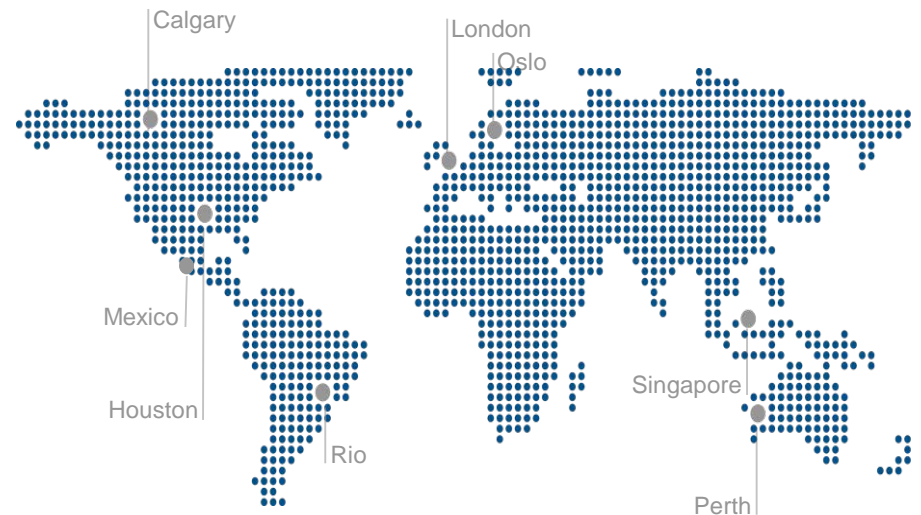 Calgary
London
Oslo
Mexico
Singapore
Houston
Rio
Perth